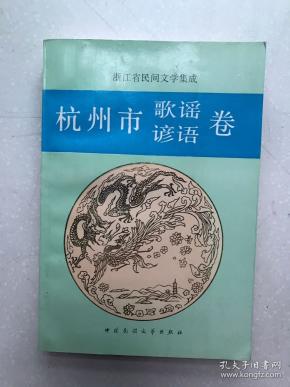 浙江省民间文学集成
杭州市 歌谣 卷
谚语
中国民间文艺出版社
孔夫子旧书网